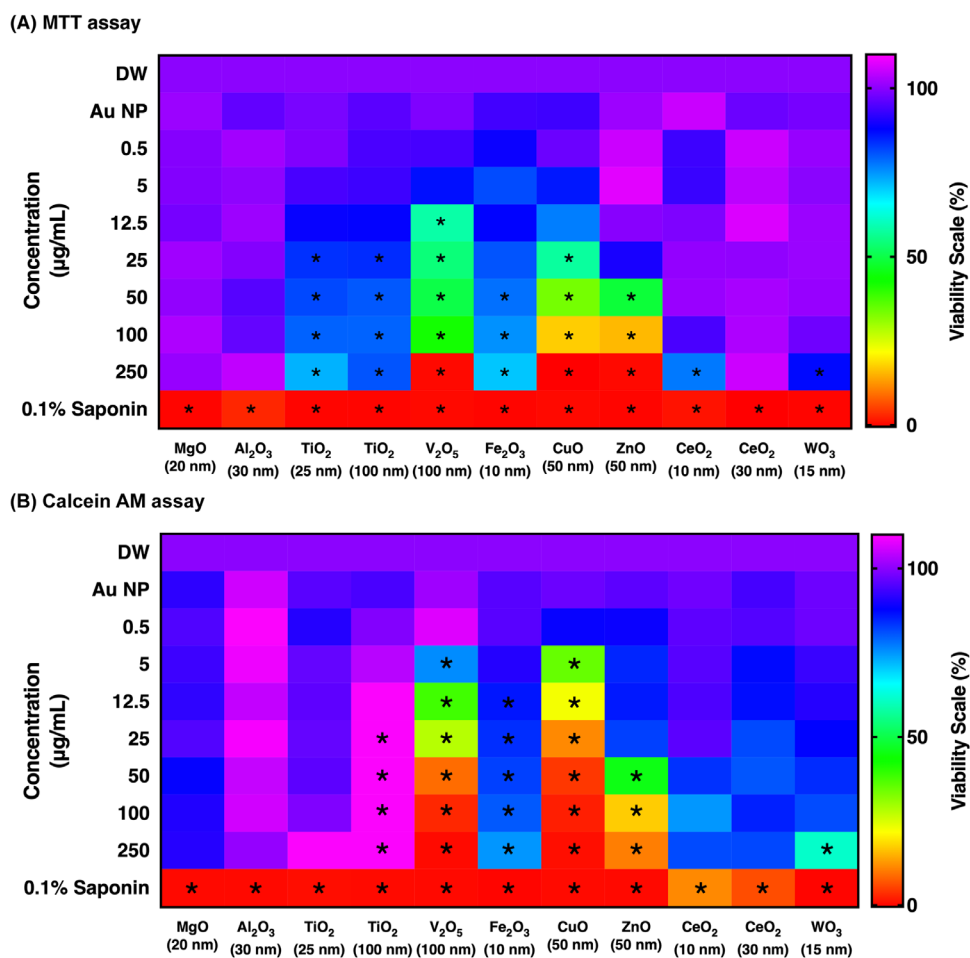 (A) MTT assay
DW
Au NP
0.5
5
12.5
25
50
100
250
0.1% Saponin
Concentration
(µg/mL)
* * * *
* * * *
* * * * * *
* * * * * *
* * * * * * * * *
* * * * * * * * * * *
MgO Al₂O₃ TiO₂ TiO₂ V₂O₅ Fe₂O₃ CuO ZnO CeO₂ CeO₂ WO₃
(20 nm) (30 nm) (25 nm) (100 nm) (100 nm) (10 nm) (50 nm) (50 nm) (10 nm) (30 nm) (15 nm)
100
50
0
Viability Scale (%)
(B) Calcein AM assay
DW
Au NP
0.5
5
12.5
25
50
100
250
0.1% Saponin
Concentration
(µg/mL)
* *
* * *
* * * *
* * * * *
* * * * *
* * * * * *
* * * * * * * * * * *
MgO Al₂O₃ TiO₂ TiO₂ V₂O₅ Fe₂O₃ CuO ZnO CeO₂ CeO₂ WO₃
(20 nm) (30 nm) (25 nm) (100 nm) (100 nm) (10 nm) (50 nm) (50 nm) (10 nm) (30 nm) (15 nm)
100
50
0
Viability Scale (%)